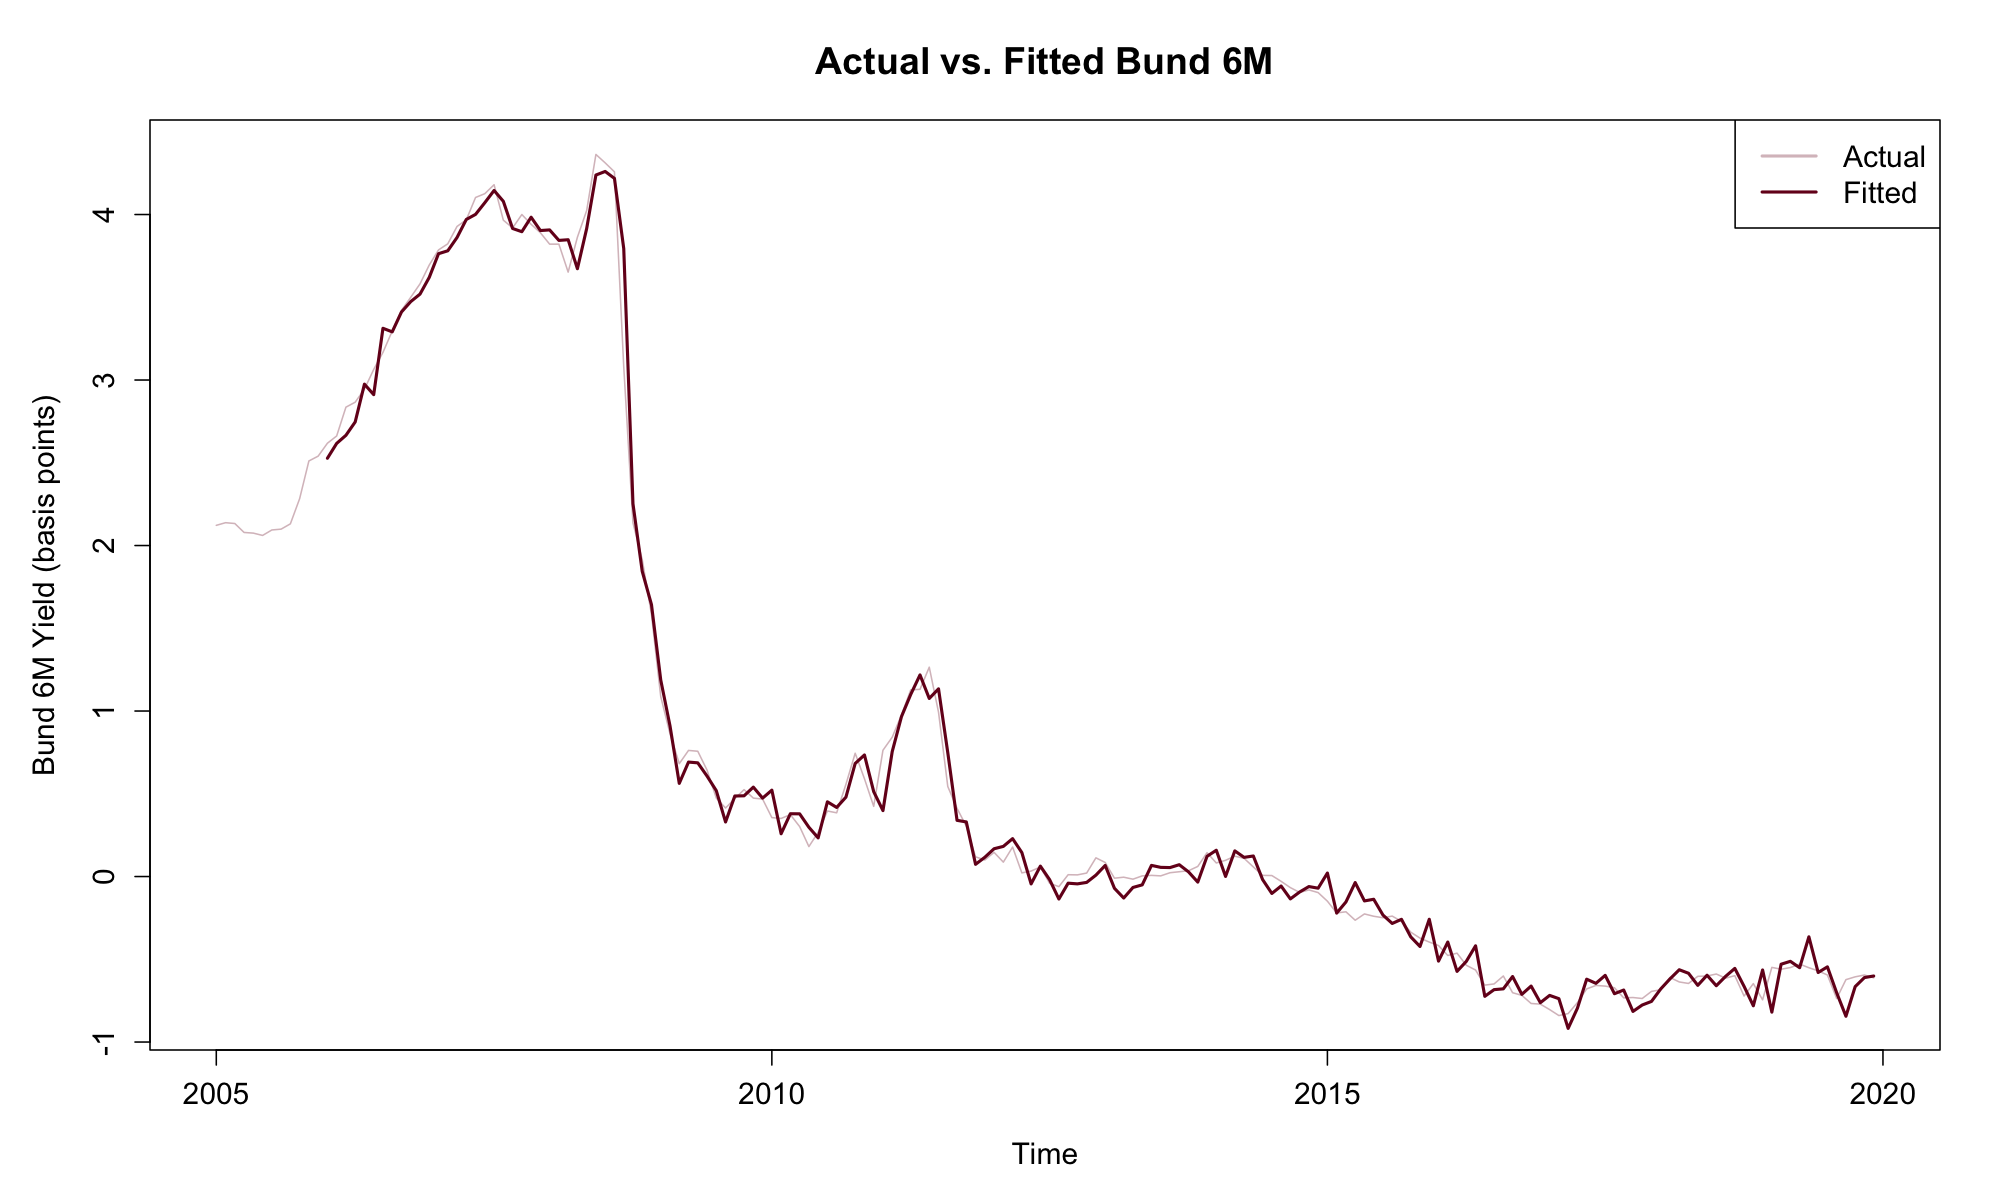 Actual vs. Fitted Bund 6M
Actual
Fitted
Bund 6M Yield (basis points)
4
3
2
1
0
-1
2005 2010 2015 2020
Time